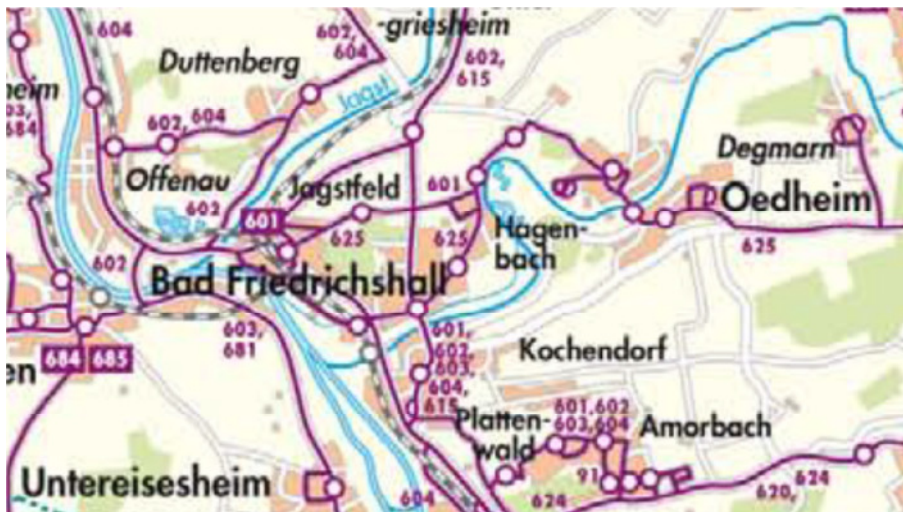 604
602,
604
-griesheim
602,
615
Duttenberg
Jagst
heim
684
602, 604
Offenau
602
601
Jagstfeld
601
Degmarn
Oedheim
625
625
625
Hagen-
bach
602
Bad Friedrichshall
603,
681
601,
602,
603,
604,
615
Kochendorf
684 685
en
Platten-
wald
601,602
603,604
Amorbach
91
Untereisesheim
604
624
620,
624